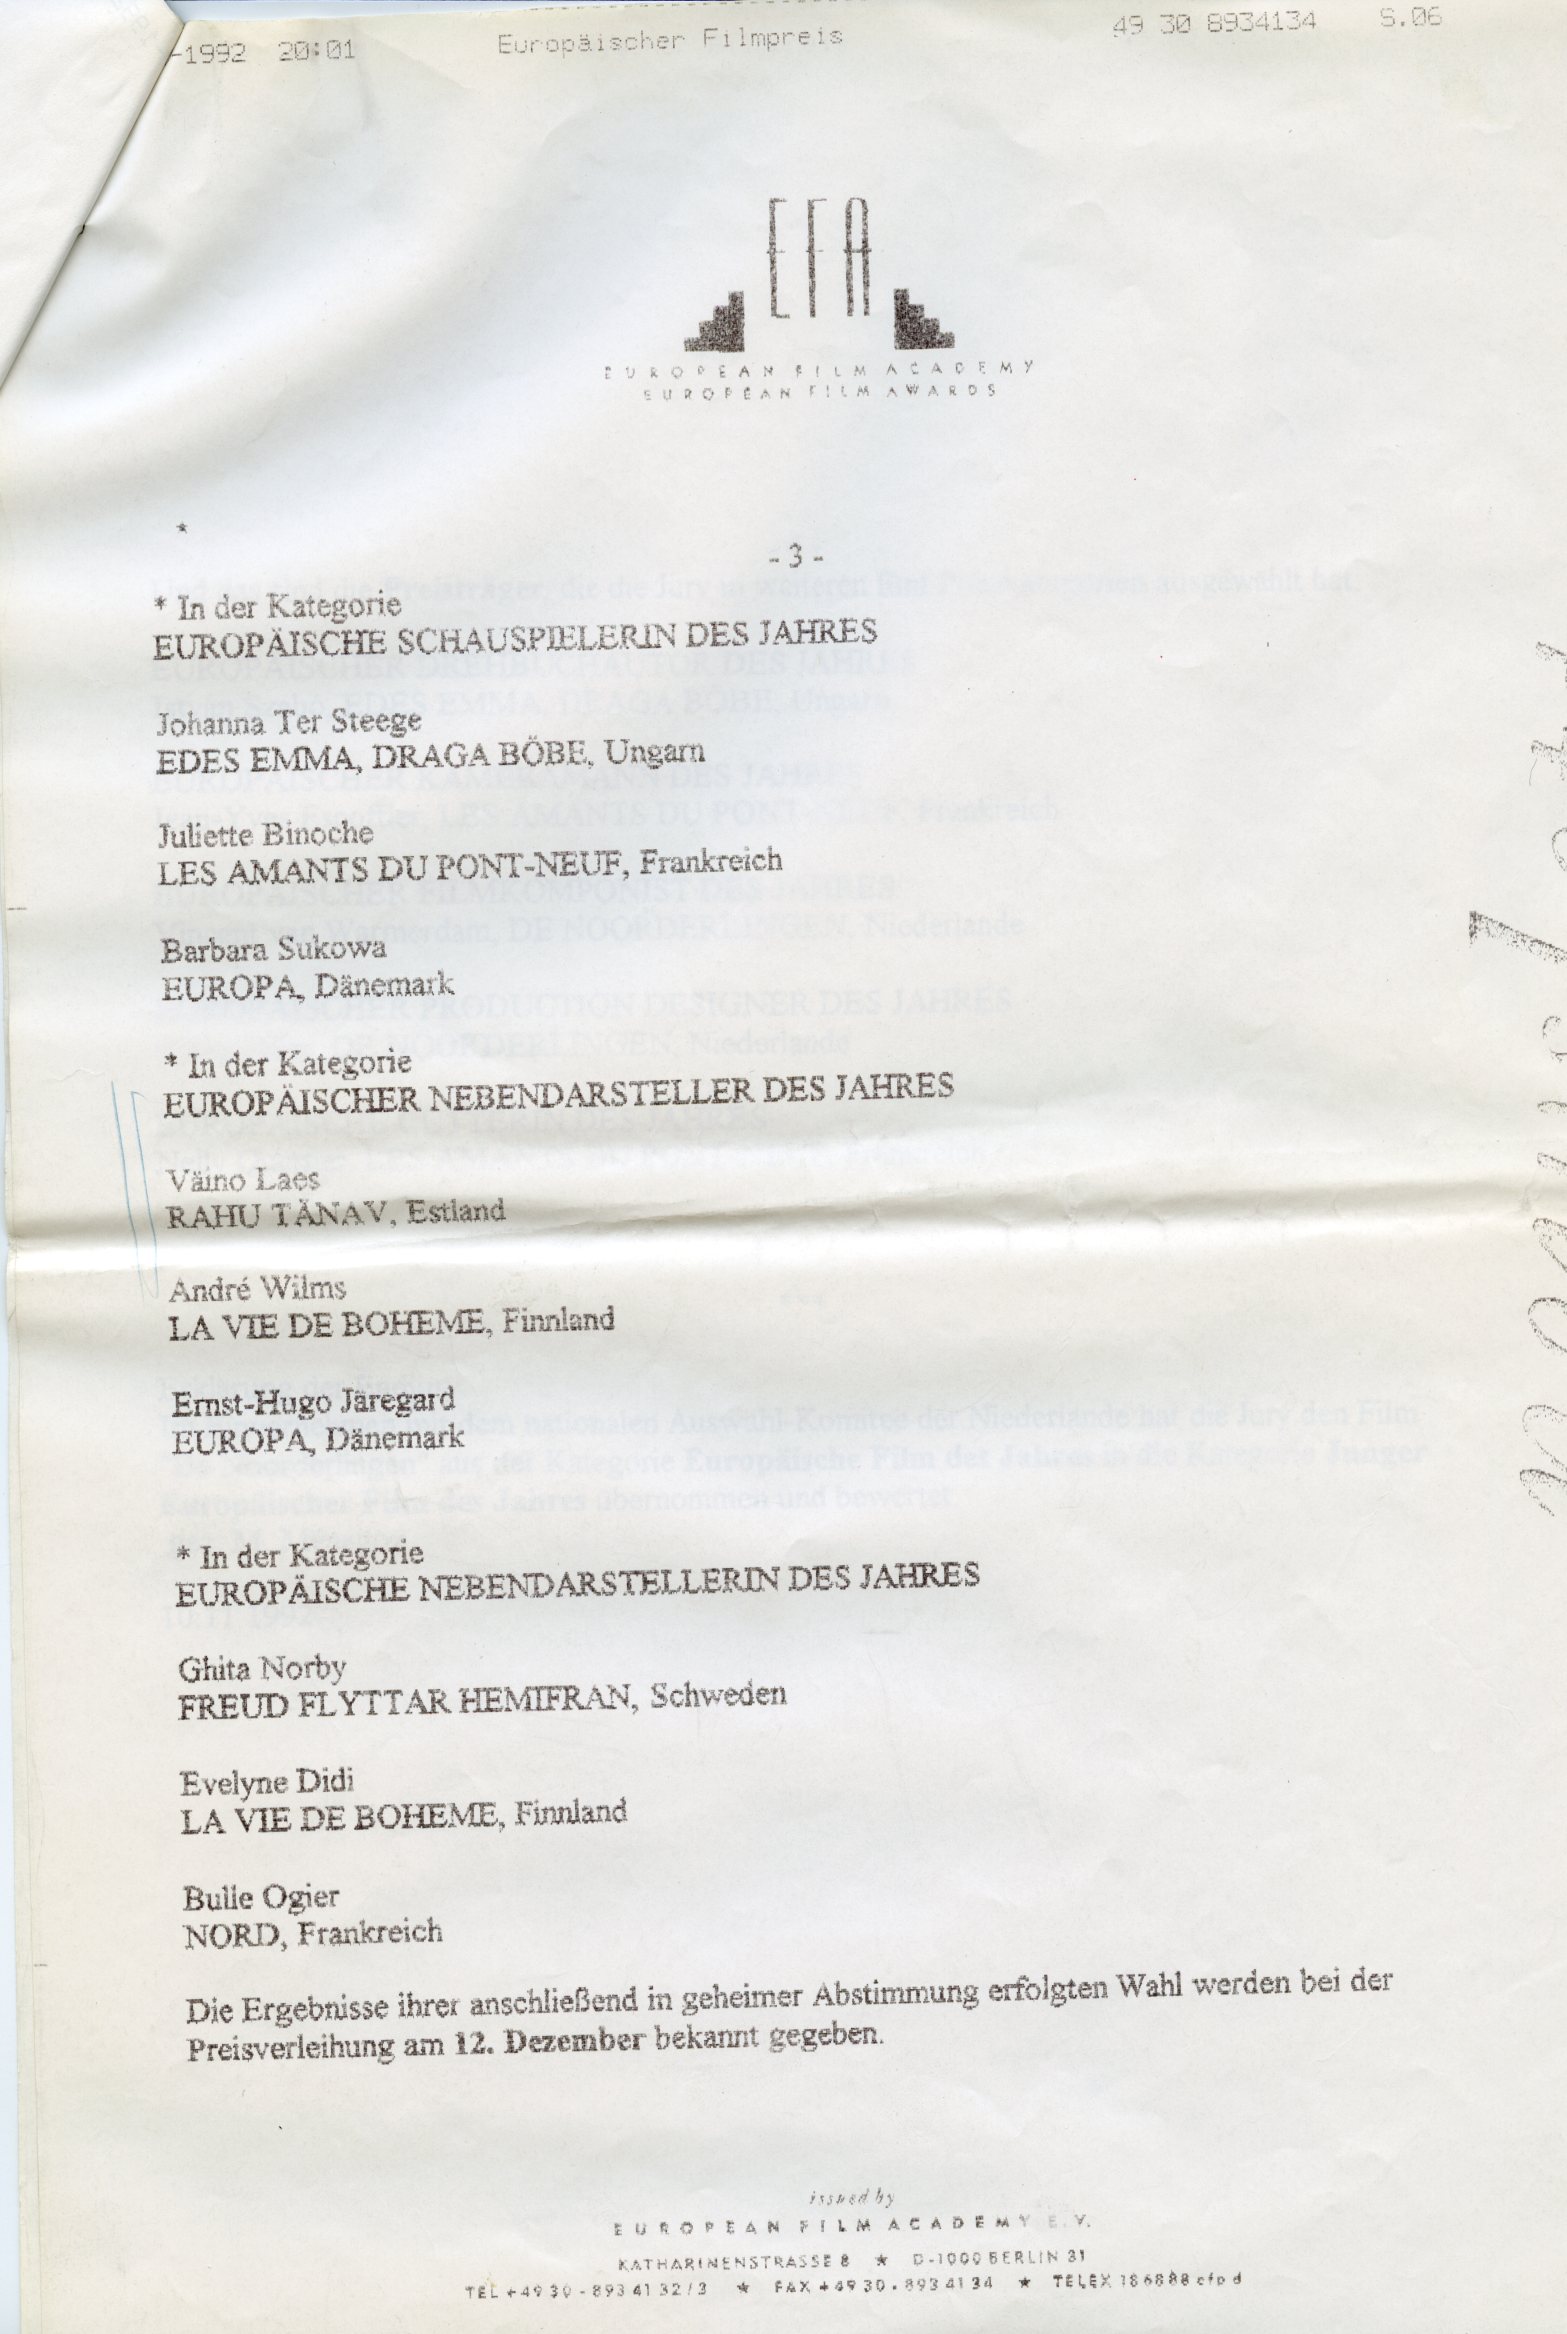 -1992 20:01 Europäischer Filmpreis 49 30 8934134 S.06
EFA
EUROPEAN FILM ACADEMY
EUROPEAN FILM AWARDS
*
- 3 -
* In der Kategorie
EUROPÄISCHE SCHAUSPIELERIN DES JAHRES
Johanna Ter Steege
EDES EMMA, DRAGA BÖBE, Ungarn
Juliette Binoche
LES AMANTS DU PONT-NEUF, Frankreich
Barbara Sukowa
EUROPA, Dänemark
* In der Kategorie
EUROPÄISCHER NEBENDARSTELLER DES JAHRES
Väino Laes
RAHU TÄNAV, Estland
André Wilms
LA VIE DE BOHEME, Finnland
Ernst-Hugo Järegard
EUROPA, Dänemark
* In der Kategorie
EUROPÄISCHE NEBENDARSTELLERIN DES JAHRES
Ghita Norby
FREUD FLYTTAR HEMIFRAN, Schweden
Evelyne Didi
LA VIE DE BOHEME, Finnland
Bulle Ogier
NORD, Frankreich
Die Ergebnisse ihrer anschließend in geheimer Abstimmung erfolgten Wahl werden bei der
Preisverleihung am 12. Dezember bekannt gegeben.
issued by
EUROPEAN FILM ACADEMY E.V.
KATHARINENSTRASSE 8 ★ D-1000 BERLIN 31
TEL +49 30 - 893 41 32/3 ★ FAX +49 30 - 893 41 34 ★ TELEX 186888 cfp d